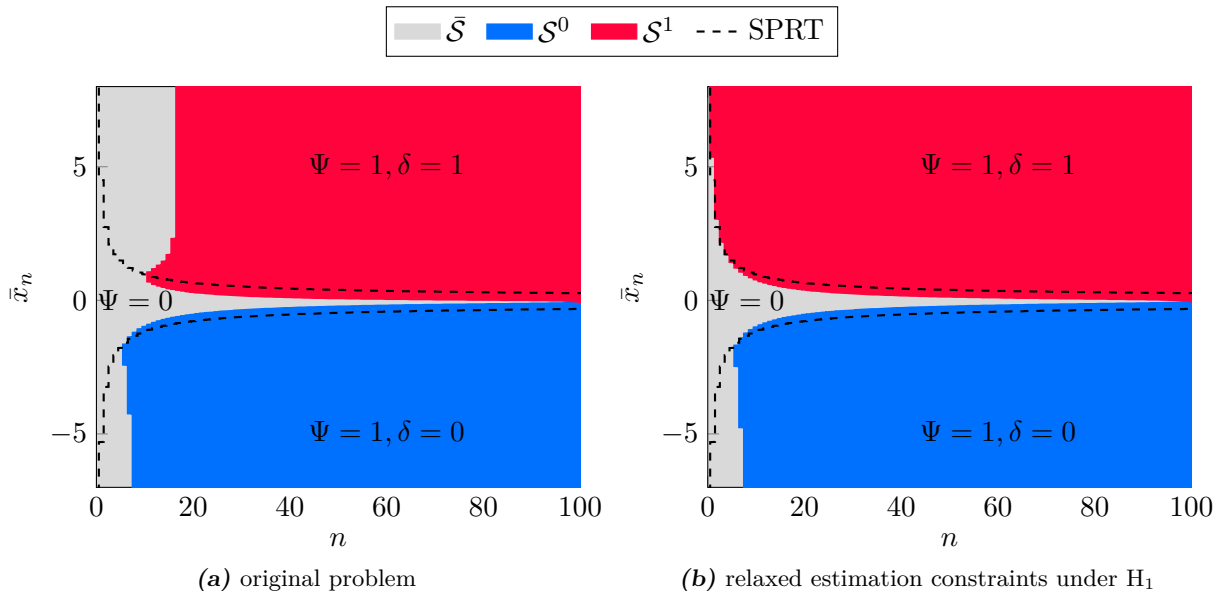 S̄ S⁰ S¹ SPRT
5
0
−5
x̄ₙ
Ψ = 1, δ = 1
Ψ = 0
Ψ = 1, δ = 0
0 20 40 60 80 100
n
(a) original problem
5
0
−5
x̄ₙ
Ψ = 1, δ = 1
Ψ = 0
Ψ = 1, δ = 0
0 20 40 60 80 100
n
(b) relaxed estimation constraints under H₁